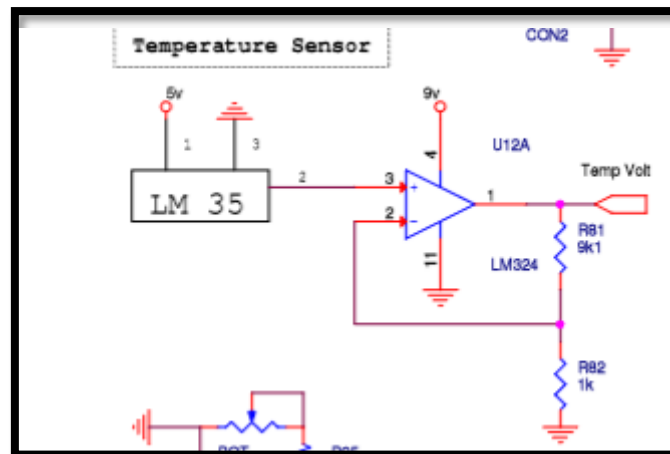 Temperature Sensor
CON2
5v
9v
1
3
4
U12A
2
Temp Volt
LM 35
3
+
1
2
-
R81
9k1
11
LM324
R82
1k